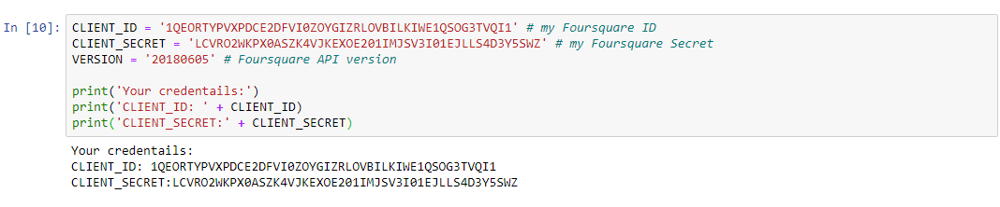 In [10]: CLIENT_ID = '1QEORTYPVXPDCE2DFVI0ZOYGIZRLOVBILKIWE1QSOG3TVQI1' # my Foursquare ID
CLIENT_SECRET = 'LCVRO2WKPX0ASZK4VJKEXOE201IMJSV3I01EJLLS4D3Y5SWZ' # my Foursquare Secret
VERSION = '20180605' # Foursquare API version
print('Your credentails:')
print('CLIENT_ID: ' + CLIENT_ID)
print('CLIENT_SECRET:' + CLIENT_SECRET)
Your credentails:
CLIENT_ID: 1QEORTYPVXPDCE2DFVI0ZOYGIZRLOVBILKIWE1QSOG3TVQI1
CLIENT_SECRET:LCVRO2WKPX0ASZK4VJKEXOE201IMJSV3I01EJLLS4D3Y5SWZ